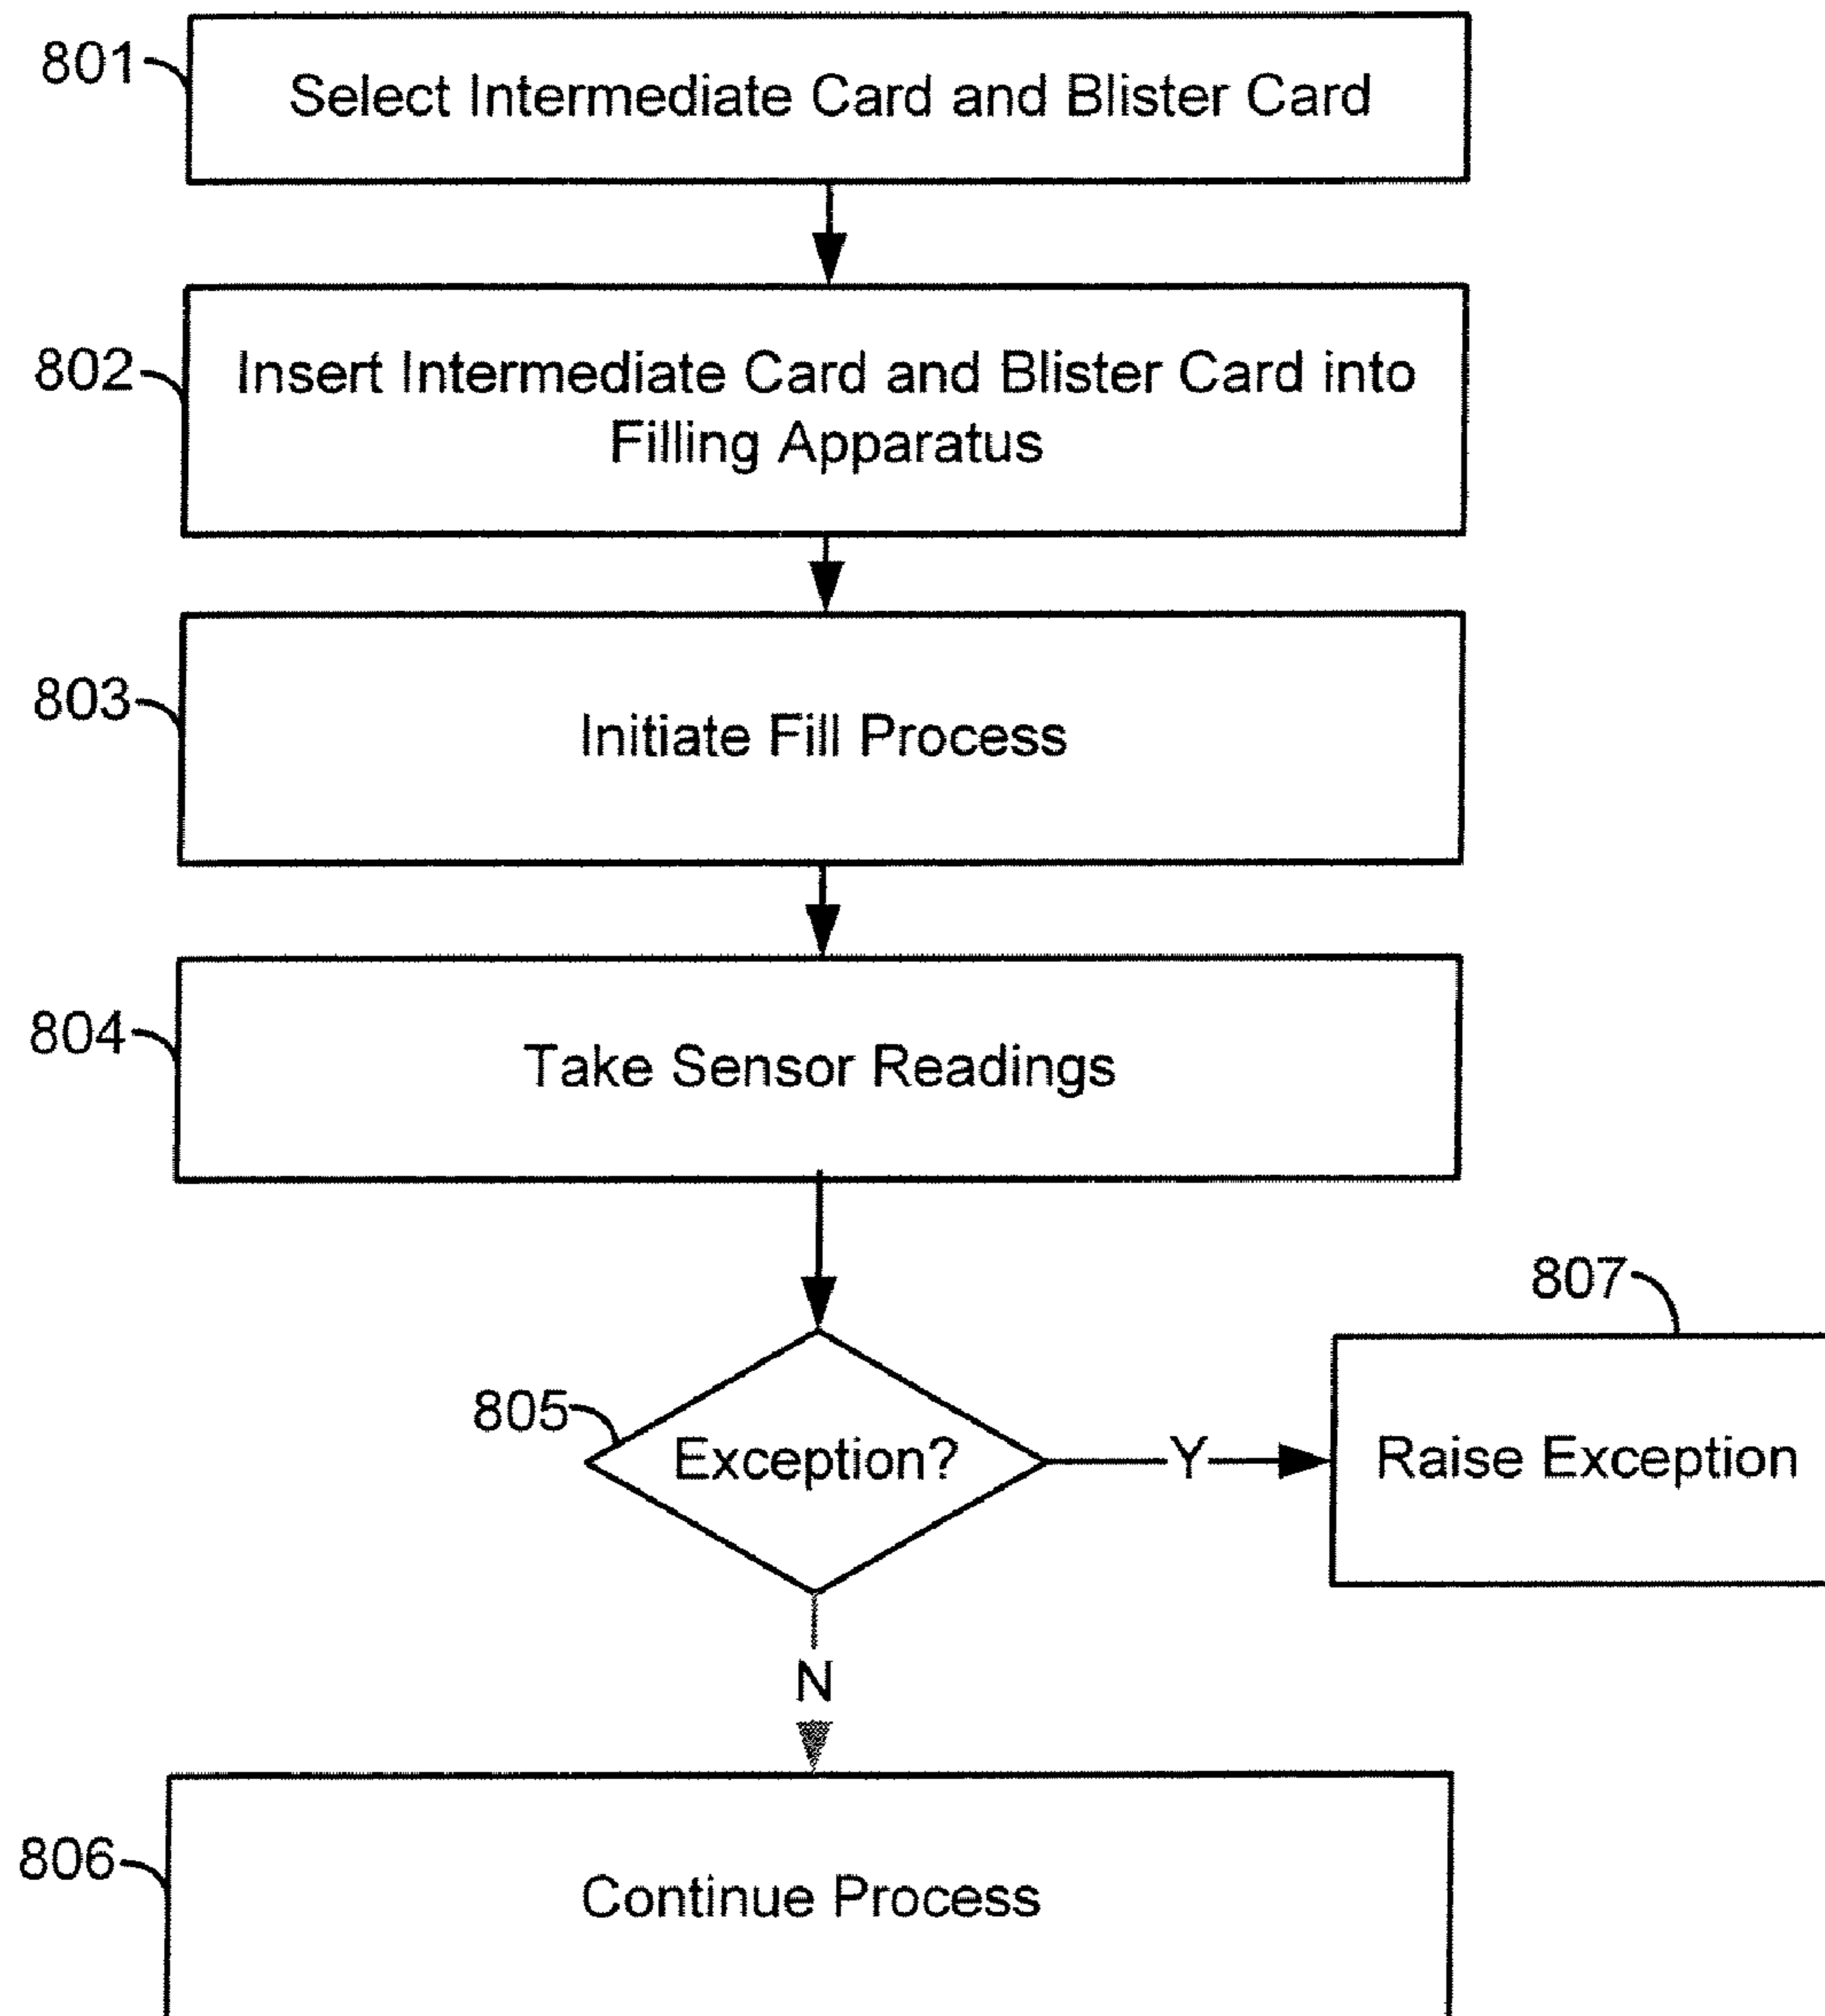 801
Select Intermediate Card and Blister Card
802
Insert Intermediate Card and Blister Card into
Filling Apparatus
803
Initiate Fill Process
804
Take Sensor Readings
807
805
Exception?
Y
Raise Exception
N
806
Continue Process